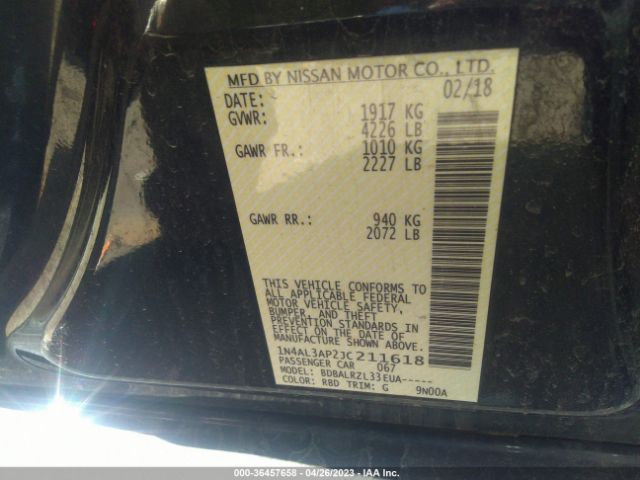 MFD BY NISSAN MOTOR CO., LTD.
DATE: 02/18
GVWR: 1917 KG
4226 LB
GAWR FR.: 1010 KG
2227 LB
GAWR RR.: 940 KG
2072 LB
THIS VEHICLE CONFORMS TO
ALL APPLICABLE FEDERAL
MOTOR VEHICLE SAFETY,
BUMPER, AND THEFT
PREVENTION STANDARDS IN
EFFECT ON THE DATE OF
MANUFACTURE SHOWN ABOVE.
1N4AL3AP2JC211618
PASSENGER CAR 067
MODEL: BDBALRZL33EUA-----
COLOR: RBD TRIM: G 9N00A
000-36457658 - 04/26/2023 - IAA Inc.